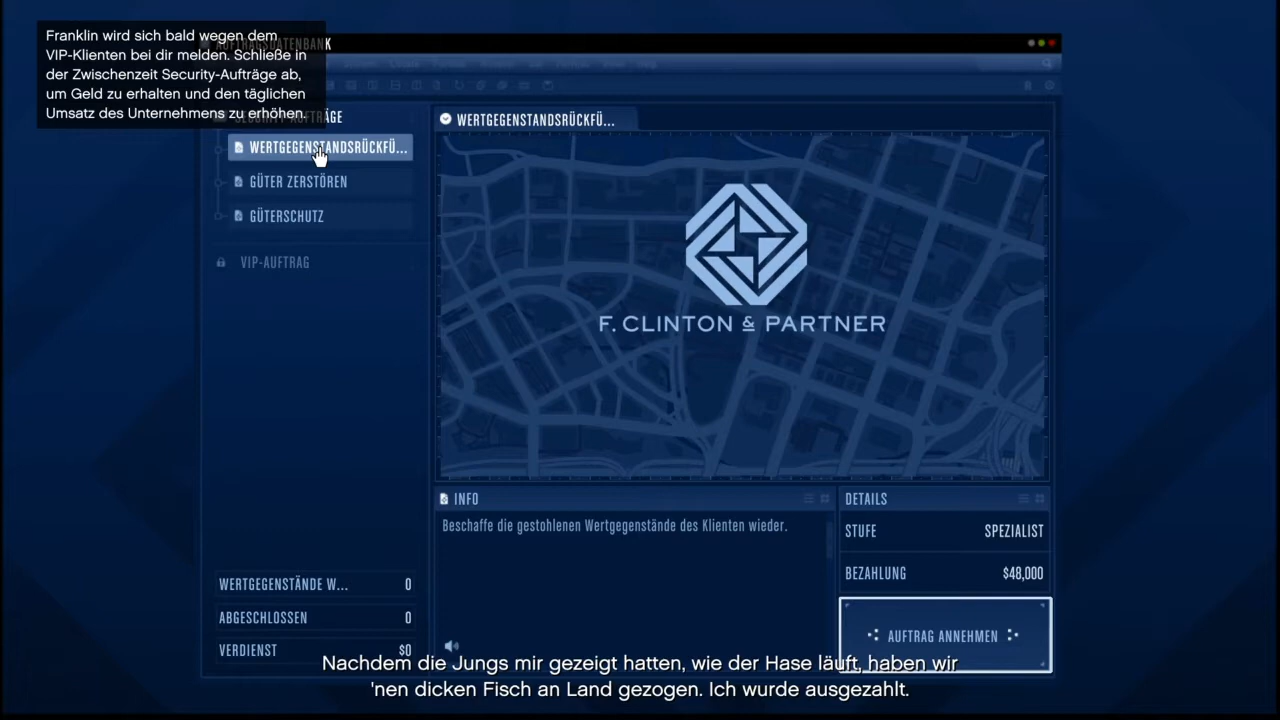 Franklin wird sich bald wegen dem
VIP-Klienten bei dir melden. Schließe in
der Zwischenzeit Security-Aufträge ab,
um Geld zu erhalten und den täglichen
Umsatz des Unternehmens zu erhöhen.
AUFTRAGSDATENBANK
SECURITY-AUFTRÄGE
WERTGEGENSTANDSRÜCKFÜ...
GÜTER ZERSTÖREN
GÜTERSCHUTZ
VIP-AUFTRAG
WERTGEGENSTÄNDE W... 0
ABGESCHLOSSEN 0
VERDIENST $0
WERTGEGENSTANDSRÜCKFÜ...
F. CLINTON & PARTNER
INFO
Beschaffe die gestohlenen Wertgegenstände des Klienten wieder.
DETAILS
STUFE SPEZIALIST
BEZAHLUNG $48,000
AUFTRAG ANNEHMEN
Nachdem die Jungs mir gezeigt hatten, wie der Hase läuft, haben wir
'nen dicken Fisch an Land gezogen. Ich wurde ausgezahlt.